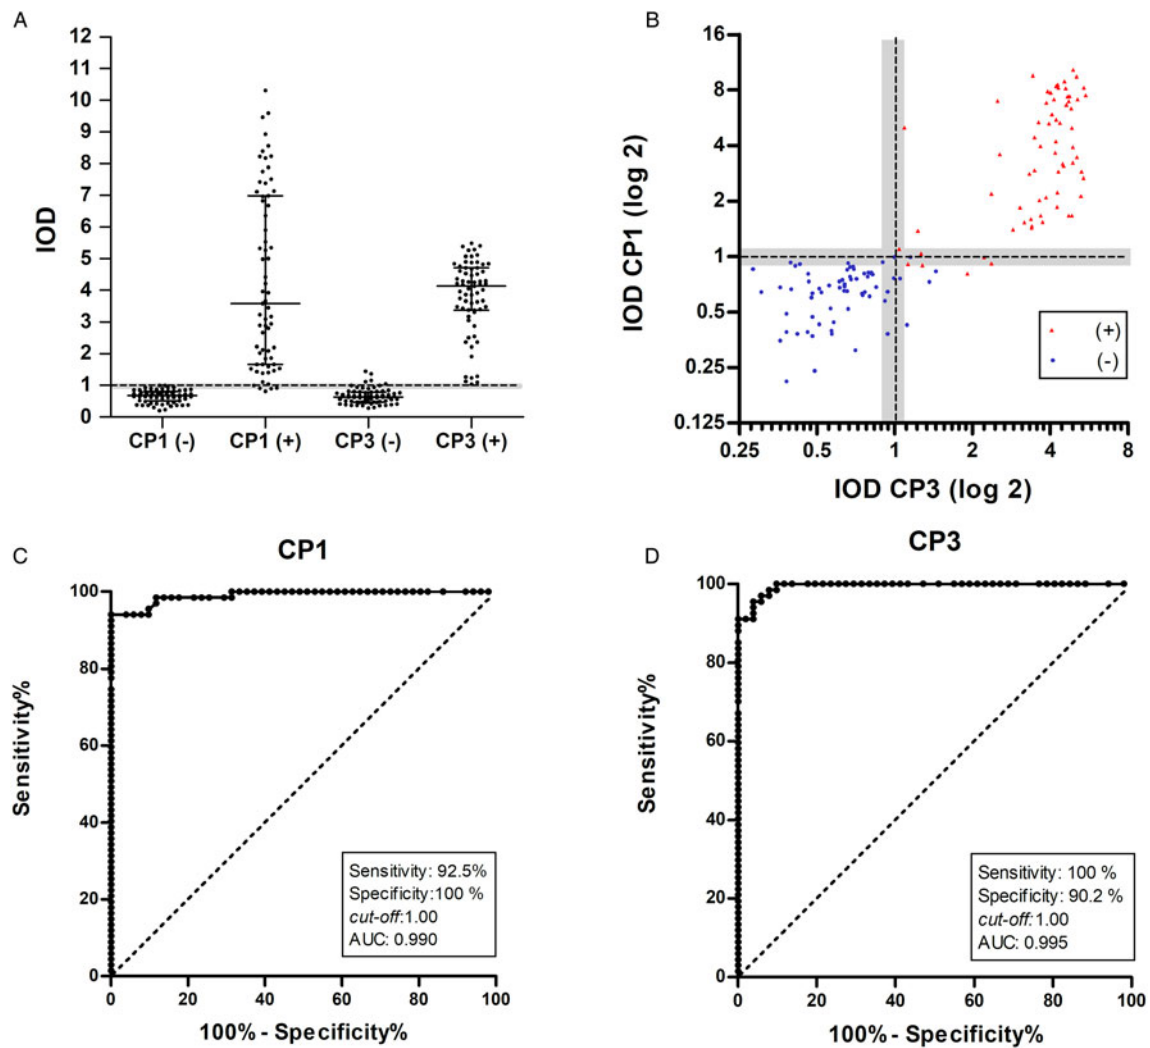 A
12
11
10
9
8
7
6
5
4
3
2
1
0
IOD
CP1 (-)
CP1 (+)
CP3 (-)
CP3 (+)
B
16
8
4
2
1
0.5
0.25
0.125
IOD CP1 (log 2)
(+)
(-)
0.25
0.5
1
2
4
8
IOD CP3 (log 2)
C
CP1
100
80
60
40
20
0
Sensitivity%
Sensitivity: 92.5%
Specificity:100 %
cut-off:1.00
AUC: 0.990
0
20
40
60
80
100
100% - Specificity%
D
CP3
100
80
60
40
20
0
Sensitivity%
Sensitivity: 100 %
Specificity: 90.2 %
cut-off:1.00
AUC: 0.995
0
20
40
60
80
100
100% - Specificity%